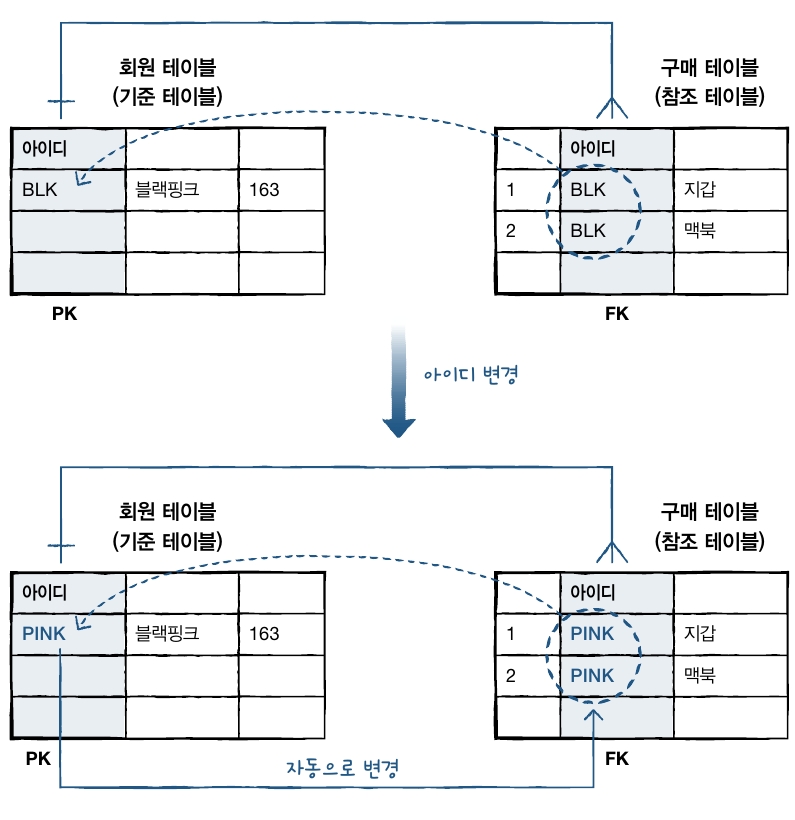 회원 테이블
(기준 테이블)
구매 테이블
(참조 테이블)
아이디
BLK 블랙핑크 163
PK
아이디
1 BLK 지갑
2 BLK 맥북
FK
아이디 변경
회원 테이블
(기준 테이블)
구매 테이블
(참조 테이블)
아이디
PINK 블랙핑크 163
PK
아이디
1 PINK 지갑
2 PINK 맥북
FK
자동으로 변경